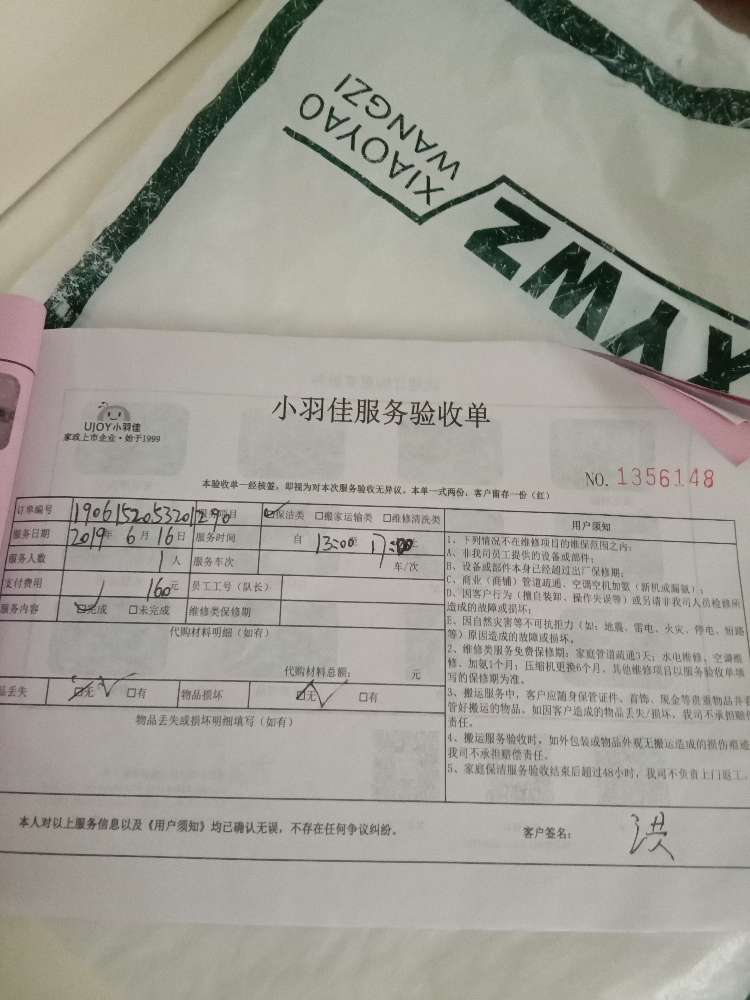 XIAOYAO
WANGZI
XYWZ
小羽佳服务验收单
UJOY小羽佳
家政上市企业·始于1999
NO. 1356148
本验收单一经核签,即视为对本次服务验收无异议。本单一式两份,客户留存一份(红)
订单编号 19061520532011290 服务项目 ☑保洁类 □搬家运输类 □维修清洗类
服务日期 2019年 6月 16日 服务时间 自 13:00至 17:00
服务人数 1 人 服务车次 车/次
支付费用 160元 员工工号(队长)
服务内容 ☑完成 □未完成 维修类保修期
代购材料明细(如有)
代购材料总额: 元
品丢失 ☑无 □有 物品损坏 ☑无 □有
物品丢失或损坏明细填写(如有)
用户须知
1、下列情况不在维修项目的维保范围之内:
A、非我司员工提供的设备或部件;
B、设备或部件本身已经超过出厂保修期;
C、商业(商铺)管道疏通、空调空机加氨(新机或漏氨);
D、因客户行为(擅自装卸、操作失误等)或另请非我司人员检修所
造成的故障或损坏;
E、因自然灾害等不可抗拒力(如:地震、雷电、火灾、停电、短路
等)原因造成的故障或损坏。
2、维修类服务免费保修期:家庭管道疏通3天;水电维修、空调维
修、加氨1个月;压缩机更换6个月。其他维修项目以服务验收单填
写的保修期为准。
3、搬运服务中,客户应随身保管证件、首饰、现金等贵重物品并看
管好搬运的物品。如因客户造成的物品丢失/损坏,我司不承担赔偿
责任。
4、搬运服务验收时,如外包装或物品外观无搬运造成的损伤痕迹
我司不承担赔偿责任。
5、家庭保洁服务验收结束后超过48小时,我司不负责上门返工。
本人对以上服务信息以及《用户须知》均已确认无误,不存在任何争议纠纷。
客户签名: 洪